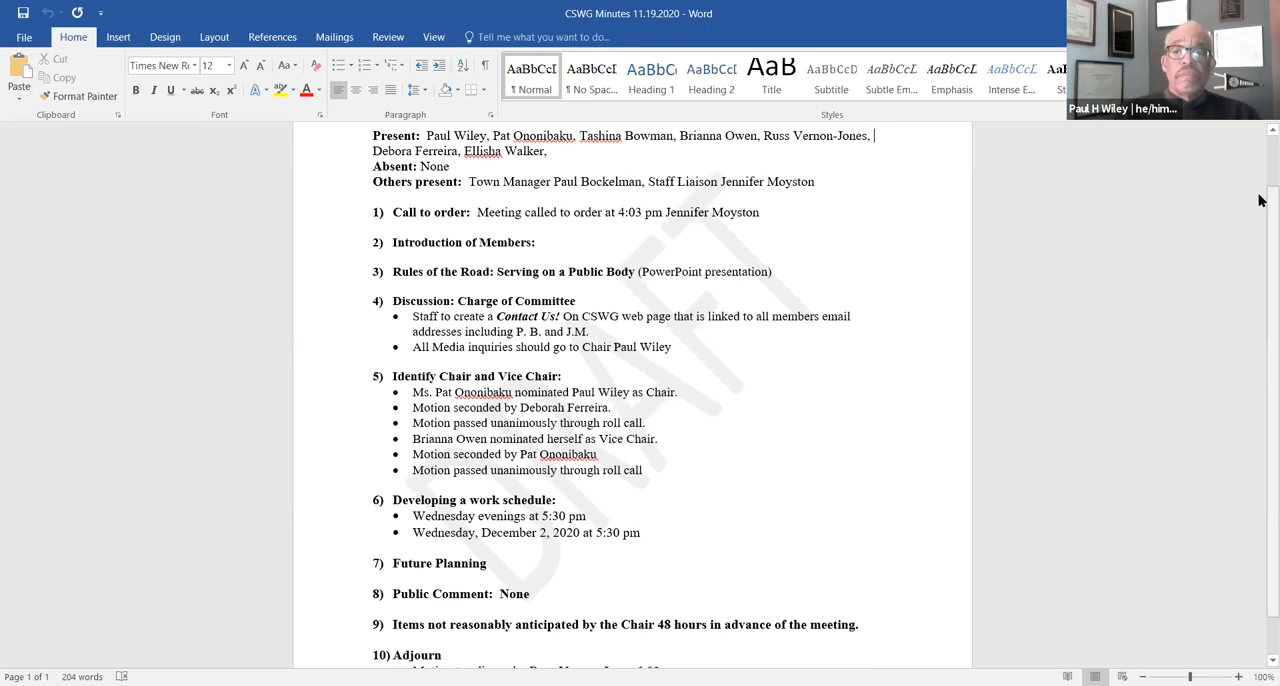 CSWG Minutes 11.19.2020 - Word
File Home Insert Design Layout References Mailings Review View Tell me what you want to do...
Cut
Copy
Format Painter
Paste
Times New Ro 12
Aa
B I U abc X₂ X²
AaBbCcI AaBbCcI AaBbCc AaBbCcI AaB AaBbCcD AaBbCcL AaBbCcL AaBbCcL AaI
¶ Normal ¶ No Spac... Heading 1 Heading 2 Title Subtitle Subtle Em... Emphasis Intense E... St
Clipboard Font Paragraph Styles
Paul H Wiley | he/him...
Present: Paul Wiley, Pat Ononibaku, Tashina Bowman, Brianna Owen, Russ Vernon-Jones,
Debora Ferreira, Ellisha Walker,
Absent: None
Others present: Town Manager Paul Bockelman, Staff Liaison Jennifer Moyston
1) Call to order: Meeting called to order at 4:03 pm Jennifer Moyston
2) Introduction of Members:
3) Rules of the Road: Serving on a Public Body (PowerPoint presentation)
4) Discussion: Charge of Committee
• Staff to create a Contact Us! On CSWG web page that is linked to all members email
addresses including P. B. and J.M.
• All Media inquiries should go to Chair Paul Wiley
5) Identify Chair and Vice Chair:
• Ms. Pat Ononibaku nominated Paul Wiley as Chair.
• Motion seconded by Deborah Ferreira.
• Motion passed unanimously through roll call.
• Brianna Owen nominated herself as Vice Chair.
• Motion seconded by Pat Ononibaku
• Motion passed unanimously through roll call
6) Developing a work schedule:
• Wednesday evenings at 5:30 pm
• Wednesday, December 2, 2020 at 5:30 pm
7) Future Planning
8) Public Comment: None
9) Items not reasonably anticipated by the Chair 48 hours in advance of the meeting.
10) Adjourn
DRAFT
Page 1 of 1 204 words
100%